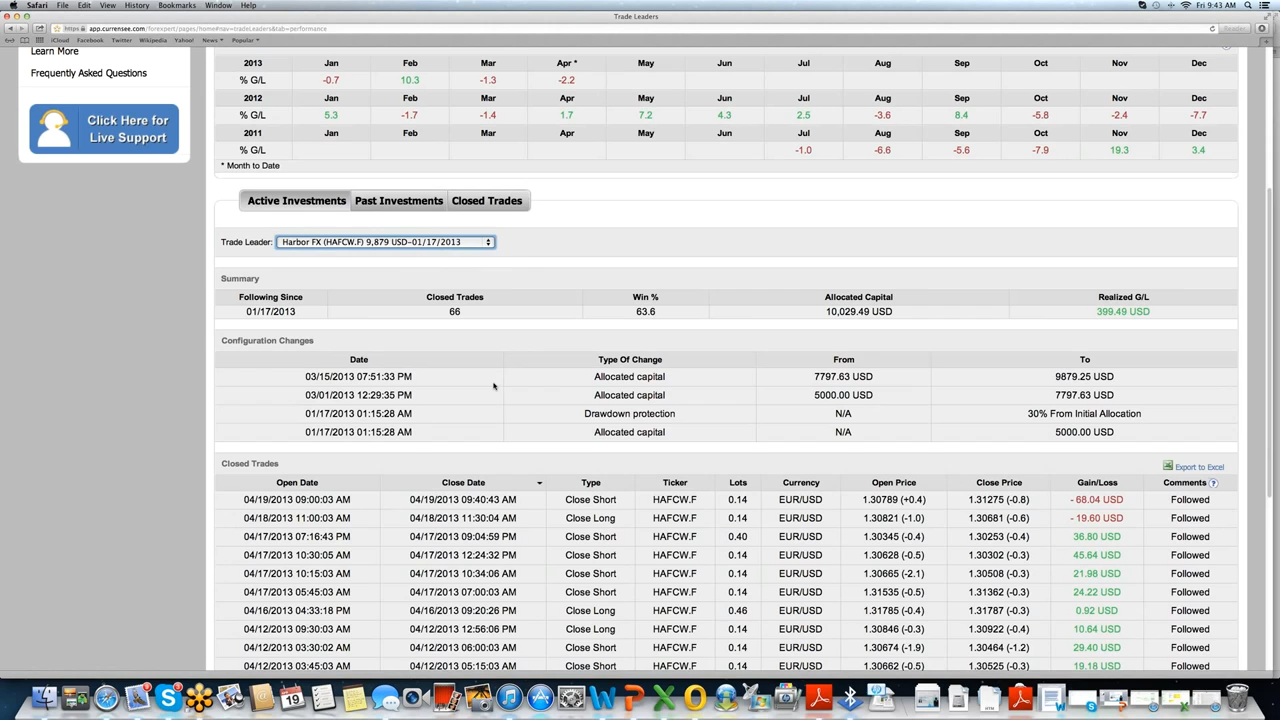 Safari File Edit View History Bookmarks Window Help Fri 9:43 AM
Trade Leaders
https app.currensee.com/forexpert/pages/home#nav=tradeLeaders&tab=performance Reader
iCloud Facebook Twitter Wikipedia Yahoo! News Popular
Learn More
Frequently Asked Questions
Click Here for
Live Support
2013 Jan Feb Mar Apr * May Jun Jul Aug Sep Oct Nov Dec
% G/L -0.7 10.3 -1.3 -2.2
2012 Jan Feb Mar Apr May Jun Jul Aug Sep Oct Nov Dec
% G/L 5.3 -1.7 -1.4 1.7 7.2 4.3 2.5 -3.6 8.4 -5.8 -2.4 -7.7
2011 Jan Feb Mar Apr May Jun Jul Aug Sep Oct Nov Dec
% G/L -1.0 -6.6 -5.6 -7.9 19.3 3.4
* Month to Date
Active Investments Past Investments Closed Trades
Trade Leader: Harbor FX (HAFCW.F) 9,879 USD-01/17/2013
Summary
Following Since Closed Trades Win % Allocated Capital Realized G/L
01/17/2013 66 63.6 10,029.49 USD 399.49 USD
Configuration Changes
Date Type Of Change From To
03/15/2013 07:51:33 PM Allocated capital 7797.63 USD 9879.25 USD
03/01/2013 12:29:35 PM Allocated capital 5000.00 USD 7797.63 USD
01/17/2013 01:15:28 AM Drawdown protection N/A 30% From Initial Allocation
01/17/2013 01:15:28 AM Allocated capital N/A 5000.00 USD
Closed Trades Export to Excel
Open Date Close Date Type Ticker Lots Currency Open Price Close Price Gain/Loss Comments ?
04/19/2013 09:00:03 AM 04/19/2013 09:40:43 AM Close Short HAFCW.F 0.14 EUR/USD 1.30789 (+0.4) 1.31275 (-0.8) - 68.04 USD Followed
04/18/2013 11:00:03 AM 04/18/2013 11:30:04 AM Close Long HAFCW.F 0.14 EUR/USD 1.30821 (-1.0) 1.30681 (-0.6) - 19.60 USD Followed
04/17/2013 07:16:43 PM 04/17/2013 09:04:59 PM Close Short HAFCW.F 0.40 EUR/USD 1.30345 (-0.4) 1.30253 (-0.4) 36.80 USD Followed
04/17/2013 10:30:05 AM 04/17/2013 12:24:32 PM Close Short HAFCW.F 0.14 EUR/USD 1.30628 (-0.5) 1.30302 (-0.3) 45.64 USD Followed
04/17/2013 10:15:03 AM 04/17/2013 10:34:06 AM Close Short HAFCW.F 0.14 EUR/USD 1.30665 (-2.1) 1.30508 (-0.3) 21.98 USD Followed
04/17/2013 05:45:03 AM 04/17/2013 07:00:03 AM Close Short HAFCW.F 0.14 EUR/USD 1.31535 (-0.5) 1.31362 (-0.3) 24.22 USD Followed
04/16/2013 04:33:18 PM 04/16/2013 09:20:26 PM Close Long HAFCW.F 0.46 EUR/USD 1.31785 (-0.4) 1.31787 (-0.3) 0.92 USD Followed
04/12/2013 09:30:03 AM 04/12/2013 12:56:06 PM Close Long HAFCW.F 0.14 EUR/USD 1.30846 (-0.3) 1.30922 (-0.4) 10.64 USD Followed
04/12/2013 03:30:02 AM 04/12/2013 06:00:03 AM Close Short HAFCW.F 0.14 EUR/USD 1.30674 (-1.9) 1.30464 (-1.2) 29.40 USD Followed
04/12/2013 03:45:03 AM 04/12/2013 05:15:03 AM Close Short HAFCW.F 0.14 EUR/USD 1.30662 (-0.5) 1.30525 (-0.3) 19.18 USD Followed